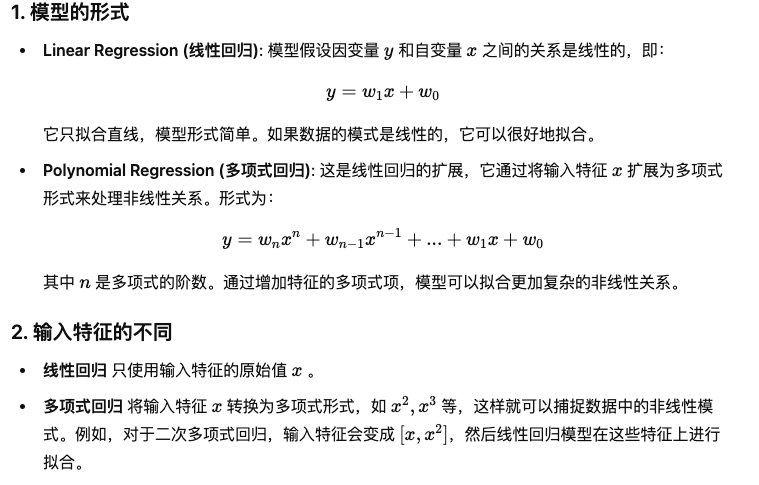 1. 模型的形式
• Linear Regression (线性回归): 模型假设因变量 y 和自变量 x 之间的关系是线性的，即：
y = w₁x + w₀
它只拟合直线，模型形式简单。如果数据的模式是线性的，它可以很好地拟合。
• Polynomial Regression (多项式回归): 这是线性回归的扩展，它通过将输入特征 x 扩展为多项式
形式来处理非线性关系。形式为：
y = wₙxⁿ + wₙ₋₁xⁿ⁻¹ + ... + w₁x + w₀
其中 n 是多项式的阶数。通过增加特征的多项式项，模型可以拟合更加复杂的非线性关系。
2. 输入特征的不同
• 线性回归 只使用输入特征的原始值 x 。
• 多项式回归 将输入特征 x 转换为多项式形式，如 x², x³ 等，这样就可以捕捉数据中的非线性模
式。例如，对于二次多项式回归，输入特征会变成 [x, x²]，然后线性回归模型在这些特征上进行
拟合。